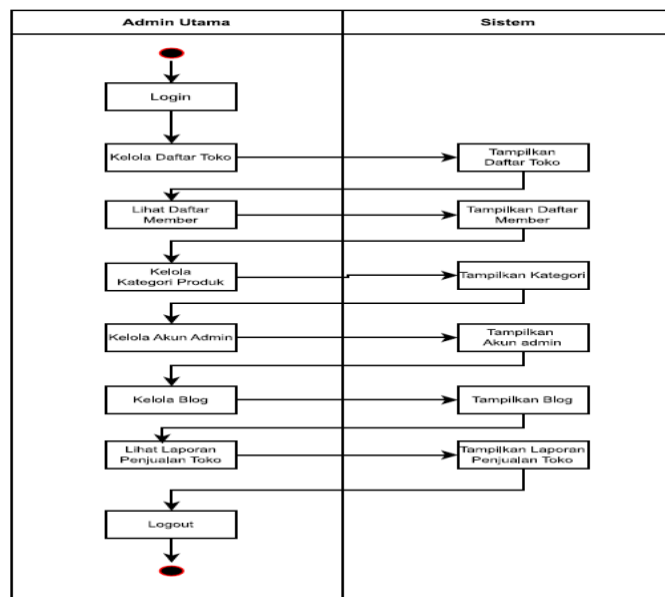 Admin Utama
Sistem
Login
Kelola Daftar Toko
Tampilkan
Daftar Toko
Lihat Daftar
Member
Tampilkan Daftar
Member
Kelola
Kategori Produk
Tampilkan Kategori
Kelola Akun Admin
Tampilkan
Akun admin
Kelola Blog
Tampilkan Blog
Lihat Laporan
Penjualan Toko
Tampilkan Laporan
Penjualan Toko
Logout